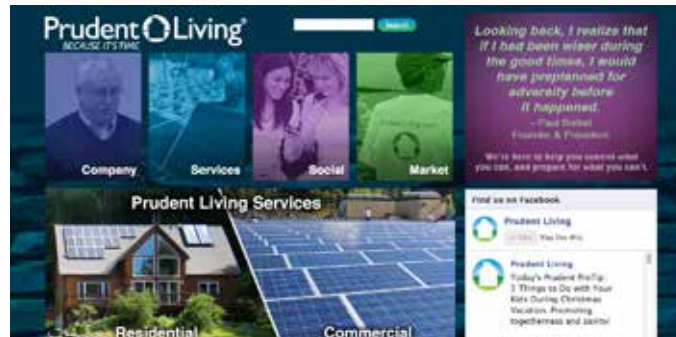 Prudent Living®
BECAUSE IT'S TIME
Search
Company
Services
Social
Market
Looking back, I realize that
if I had been wiser during
the good times, I would
have preplanned for
adversity before
it happened.
Founder & President
We're here to help you control what
you can, and prepare for what you can't.
Prudent Living Services
Residential
Commercial
Find us on Facebook
Prudent Living
You like this.
Prudent Living
Today's Prudent ProTip:
3 Things to Do with Your
Kids During Christmas
Vacation. Promoting
togetherness and sanity!